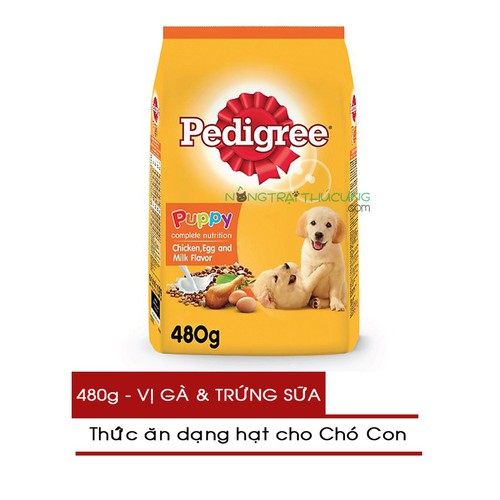 Pedigree®
NÔNGTRẠITHÚCƯNG
.com
Puppy
complete nutrition
Chicken,Egg and
Milk Flavor
480g
480g - VỊ GÀ & TRỨNG SỮA
Thức ăn dạng hạt cho Chó Con